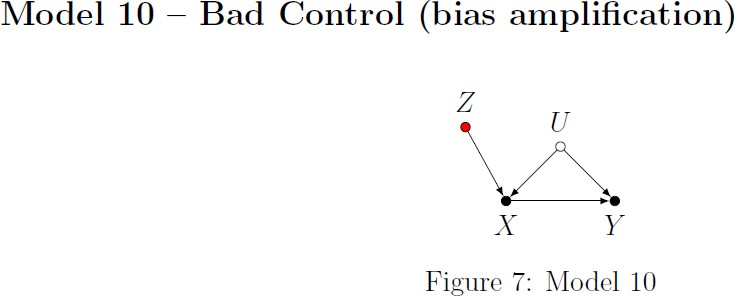 Model 10 – Bad Control (bias amplification)
Z
U
X
Y
Figure 7: Model 10